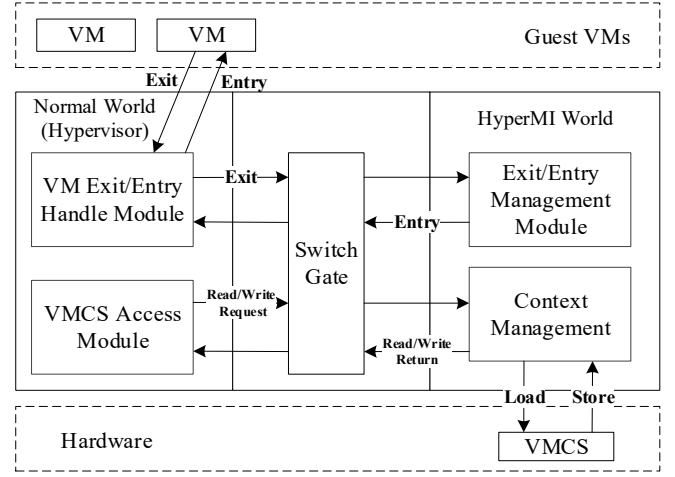 VM
VM
Guest VMs
Exit
Entry
Normal World
(Hypervisor)
HyperMI World
VM Exit/Entry
Handle Module
Exit
Switch
Gate
Entry
Exit/Entry
Management
Module
VMCS Access
Module
Read/Write
Request
Read/Write
Return
Context
Management
Load
Store
Hardware
VMCS